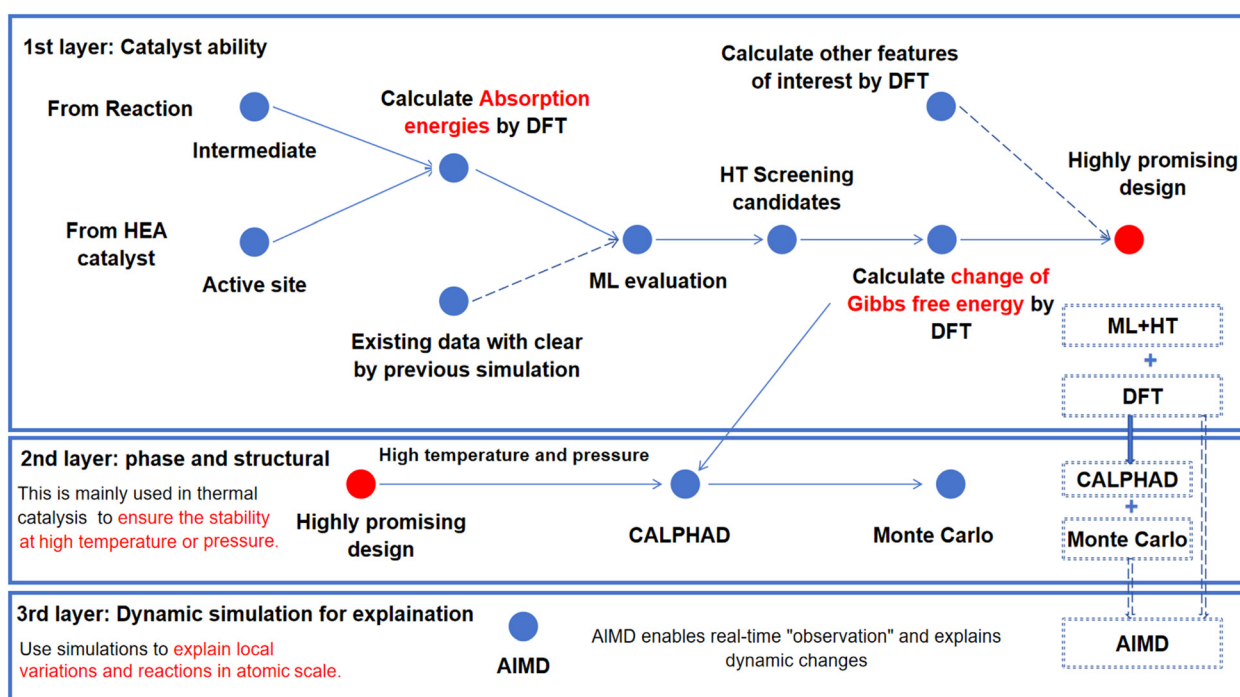 1st layer: Catalyst ability
From Reaction
Intermediate
From HEA
catalyst
Active site
Calculate Absorption
energies by DFT
Existing data with clear
by previous simulation
ML evaluation
HT Screening
candidates
Calculate other features
of interest by DFT
Calculate change of
Gibbs free energy by
DFT
Highly promising
design
ML+HT
+
DFT
2nd layer: phase and structural
This is mainly used in thermal
catalysis to ensure the stability
at high temperature or pressure.
Highly promising
design
High temperature and pressure
CALPHAD
Monte Carlo
CALPHAD
+
Monte Carlo
3rd layer: Dynamic simulation for explaination
Use simulations to explain local
variations and reactions in atomic scale.
AIMD
AIMD enables real-time "observation" and explains
dynamic changes
AIMD